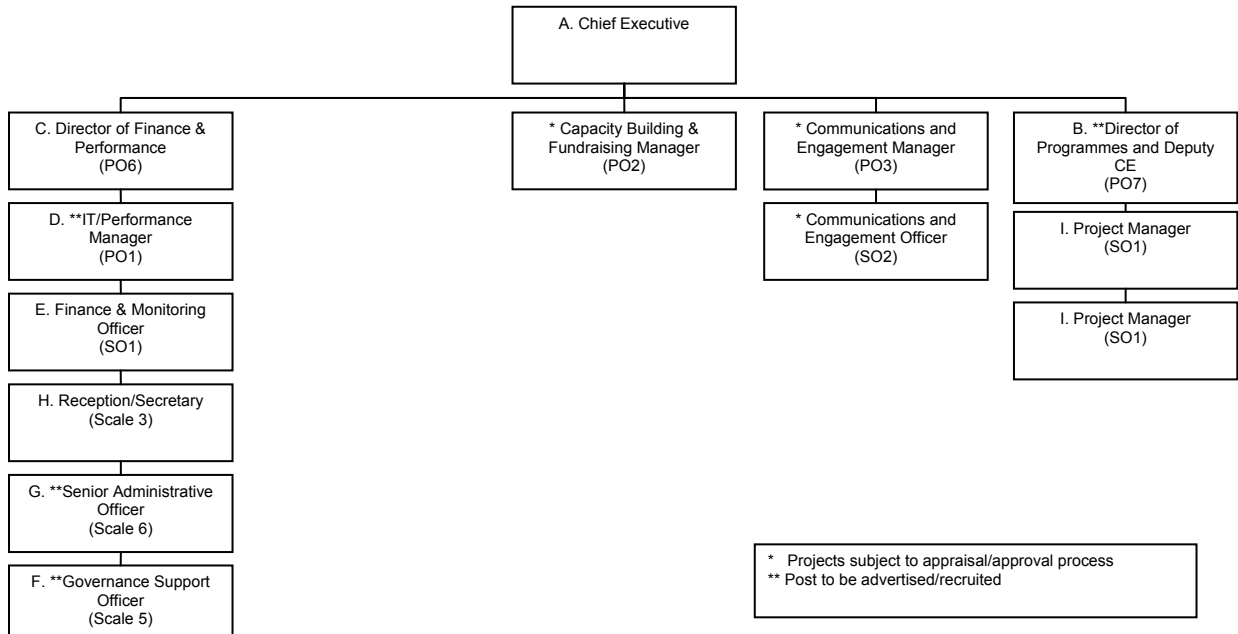 A. Chief Executive
C. Director of Finance &
Performance
(PO6)
* Capacity Building &
Fundraising Manager
(PO2)
* Communications and
Engagement Manager
(PO3)
B. **Director of
Programmes and Deputy
CE
(PO7)
D. **IT/Performance
Manager
(PO1)
* Communications and
Engagement Officer
(SO2)
I. Project Manager
(SO1)
E. Finance & Monitoring
Officer
(SO1)
I. Project Manager
(SO1)
H. Reception/Secretary
(Scale 3)
G. **Senior Administrative
Officer
(Scale 6)
F. **Governance Support
Officer
(Scale 5)
* Projects subject to appraisal/approval process
** Post to be advertised/recruited